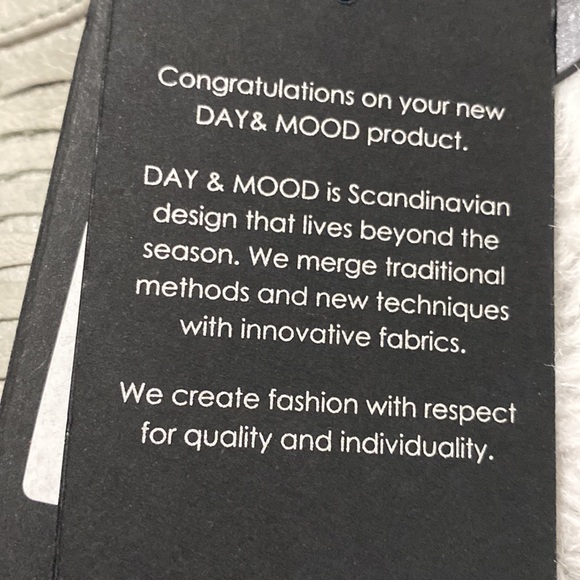 Congratulations on your new
DAY& MOOD product.
DAY & MOOD is Scandinavian
design that lives beyond the
season. We merge traditional
methods and new techniques
with innovative fabrics.
We create fashion with respect
for quality and individuality.